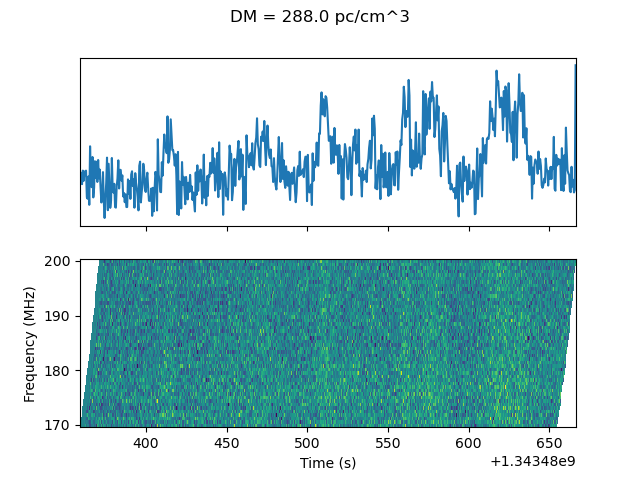 DM = 288.0 pc/cm^3
200
190
180
170
Frequency (MHz)
400 450 500 550 600 650
Time (s)
+1.34348e9